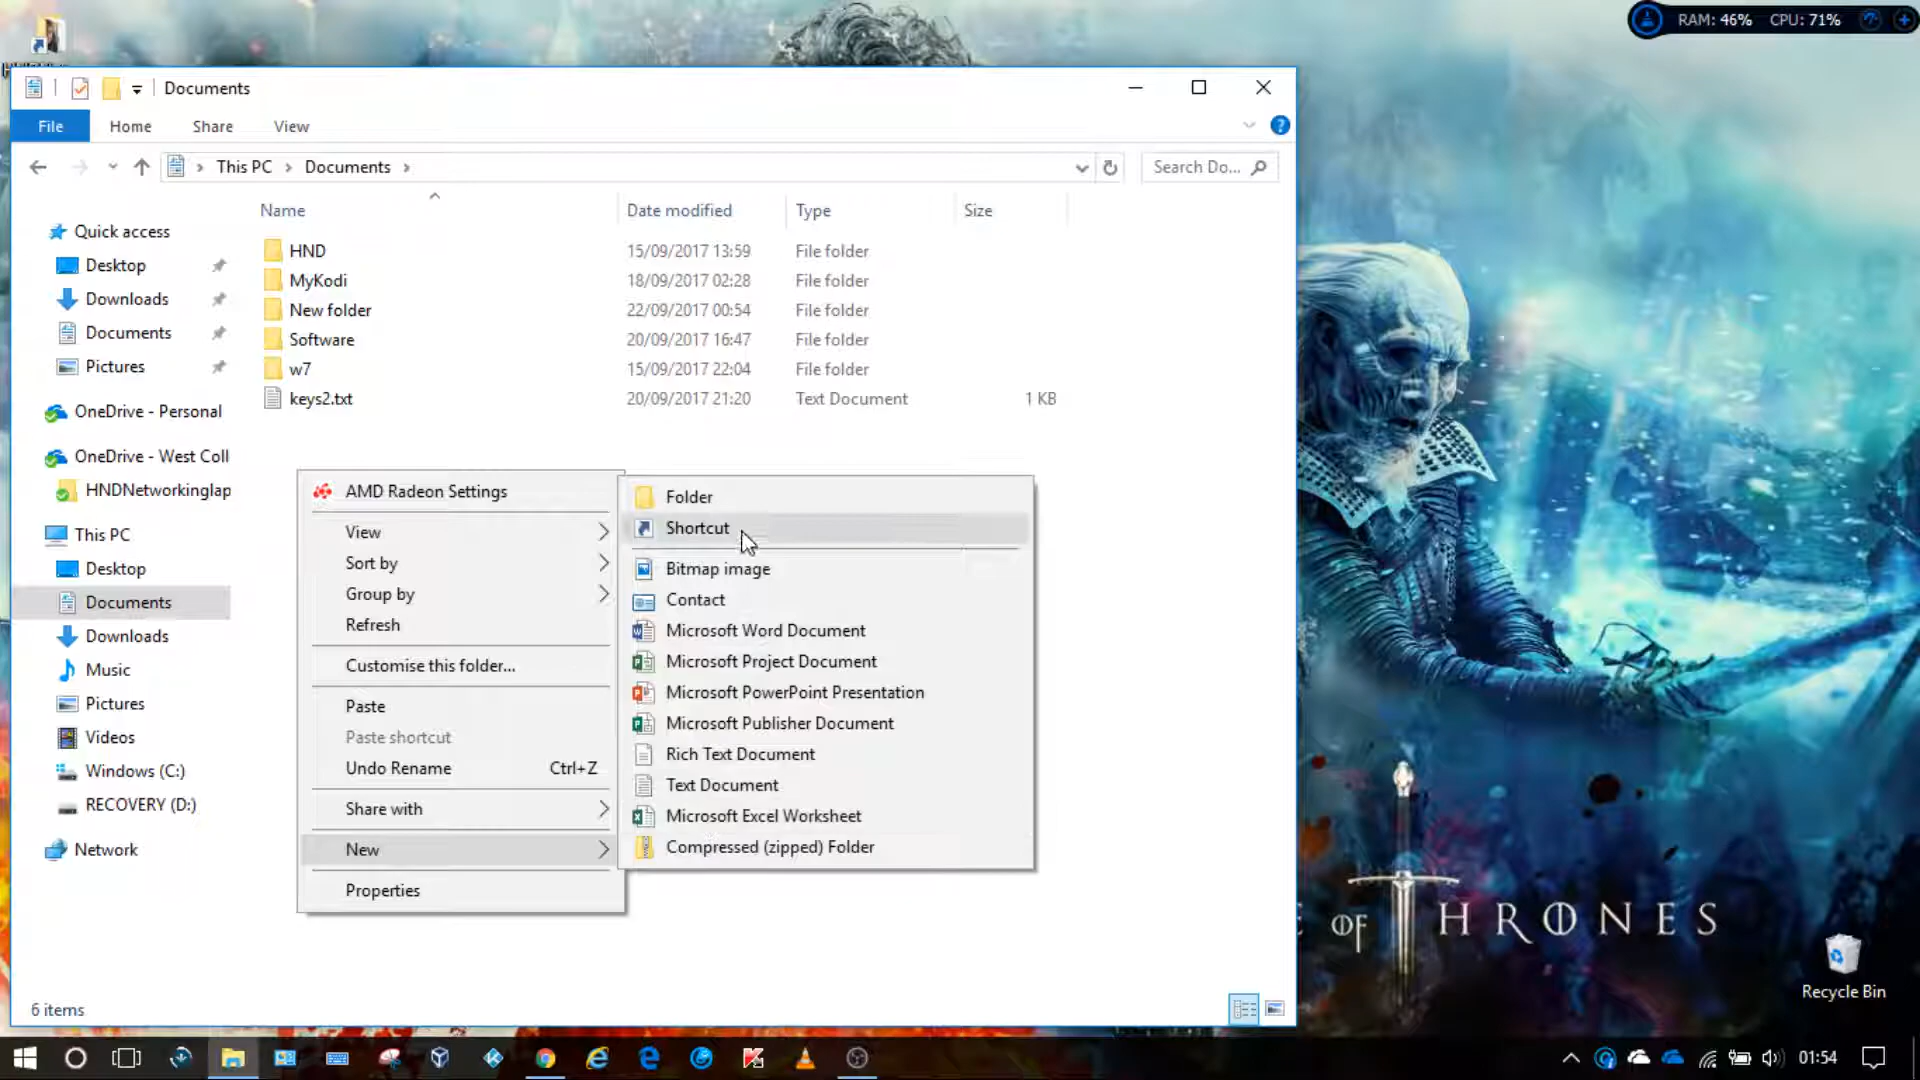 RAM: 46% CPU: 71%
Documents
File Home Share View
This PC Documents
Search Do...
Name Date modified Type Size
Quick access
Desktop
Downloads
Documents
Pictures
OneDrive - Personal
OneDrive - West Coll
HNDNetworkinglap
This PC
Desktop
Documents
Downloads
Music
Pictures
Videos
Windows (C:)
RECOVERY (D:)
Network
HND 15/09/2017 13:59 File folder
MyKodi 18/09/2017 02:28 File folder
New folder 22/09/2017 00:54 File folder
Software 20/09/2017 16:47 File folder
w7 15/09/2017 22:04 File folder
keys2.txt 20/09/2017 21:20 Text Document 1 KB
AMD Radeon Settings
View
Sort by
Group by
Refresh
Customise this folder...
Paste
Paste shortcut
Undo Rename Ctrl+Z
Share with
New
Properties
Folder
Shortcut
Bitmap image
Contact
Microsoft Word Document
Microsoft Project Document
Microsoft PowerPoint Presentation
Microsoft Publisher Document
Rich Text Document
Text Document
Microsoft Excel Worksheet
Compressed (zipped) Folder
6 items
OF THRONES
Recycle Bin
01:54